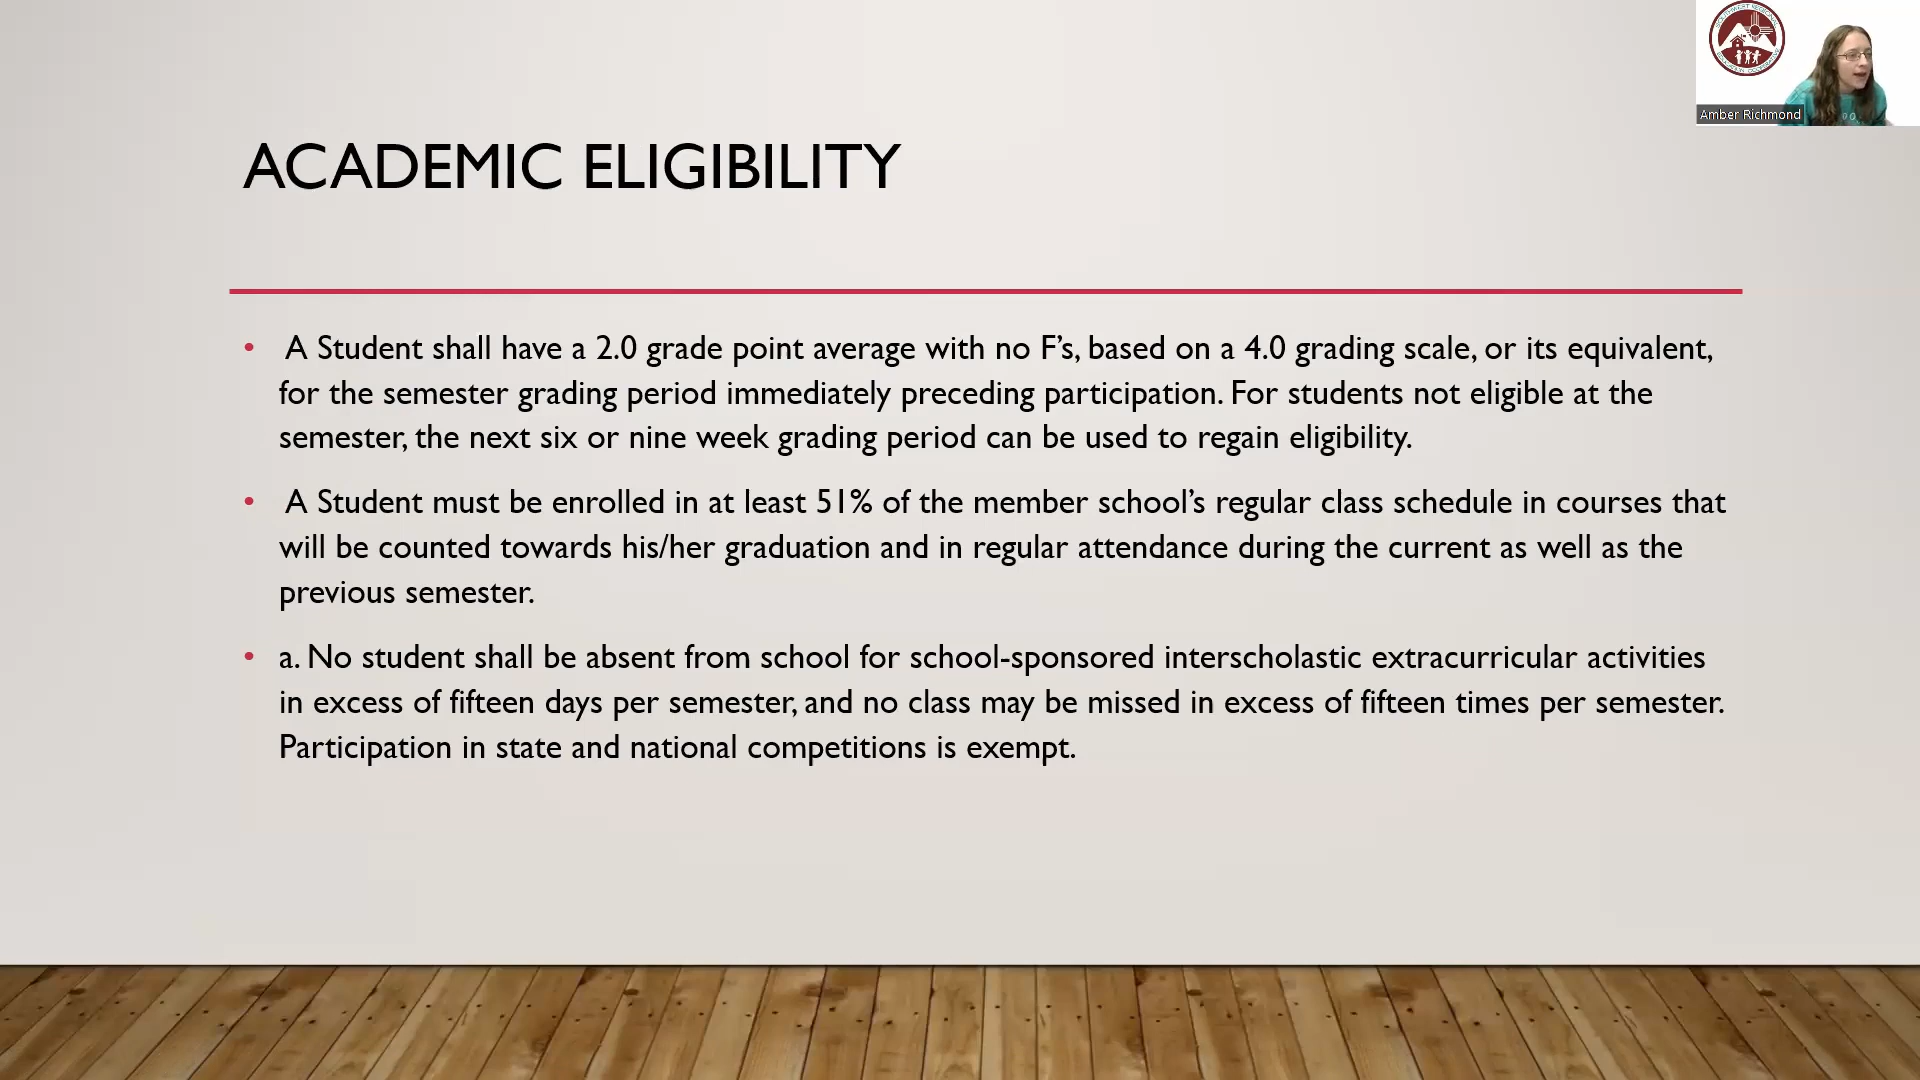 ACADEMIC ELIGIBILITY
• A Student shall have a 2.0 grade point average with no F’s, based on a 4.0 grading scale, or its equivalent,
for the semester grading period immediately preceding participation. For students not eligible at the
semester, the next six or nine week grading period can be used to regain eligibility.
• A Student must be enrolled in at least 51% of the member school’s regular class schedule in courses that
will be counted towards his/her graduation and in regular attendance during the current as well as the
previous semester.
• a. No student shall be absent from school for school-sponsored interscholastic extracurricular activities
in excess of fifteen days per semester, and no class may be missed in excess of fifteen times per semester.
Participation in state and national competitions is exempt.
Amber Richmond